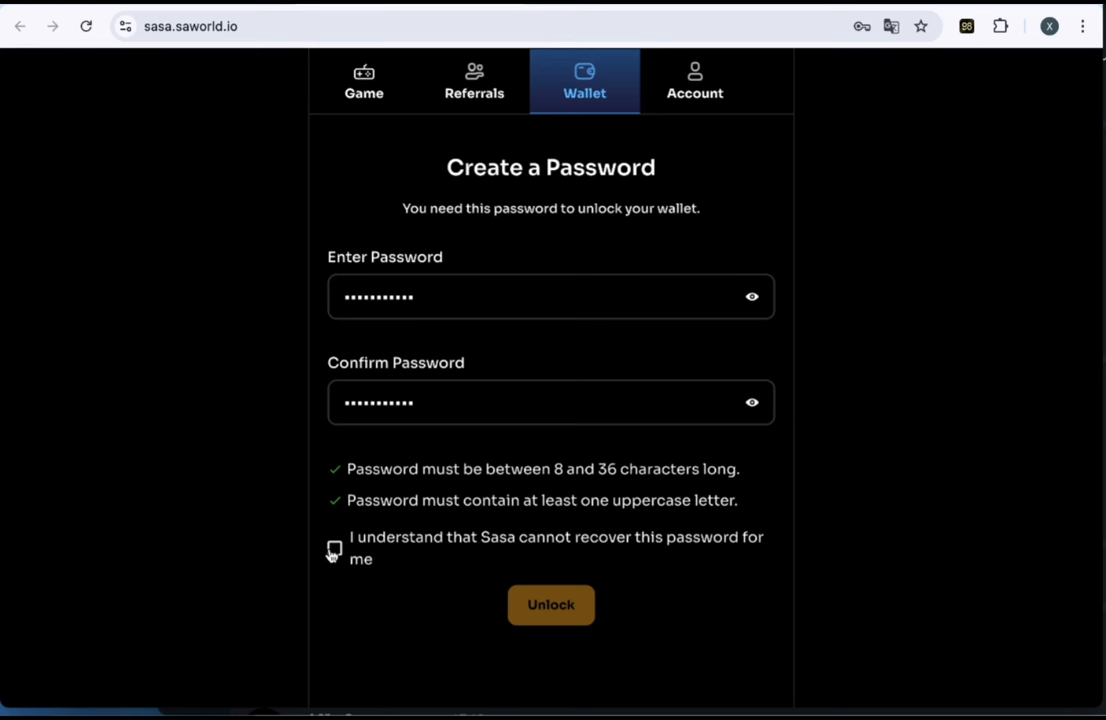 sasa.saworld.io
98
X
Game
Referrals
Wallet
Account
Create a Password
You need this password to unlock your wallet.
Enter Password
•••••••••••
Confirm Password
•••••••••••
Password must be between 8 and 36 characters long.
Password must contain at least one uppercase letter.
I understand that Sasa cannot recover this password for
me
Unlock